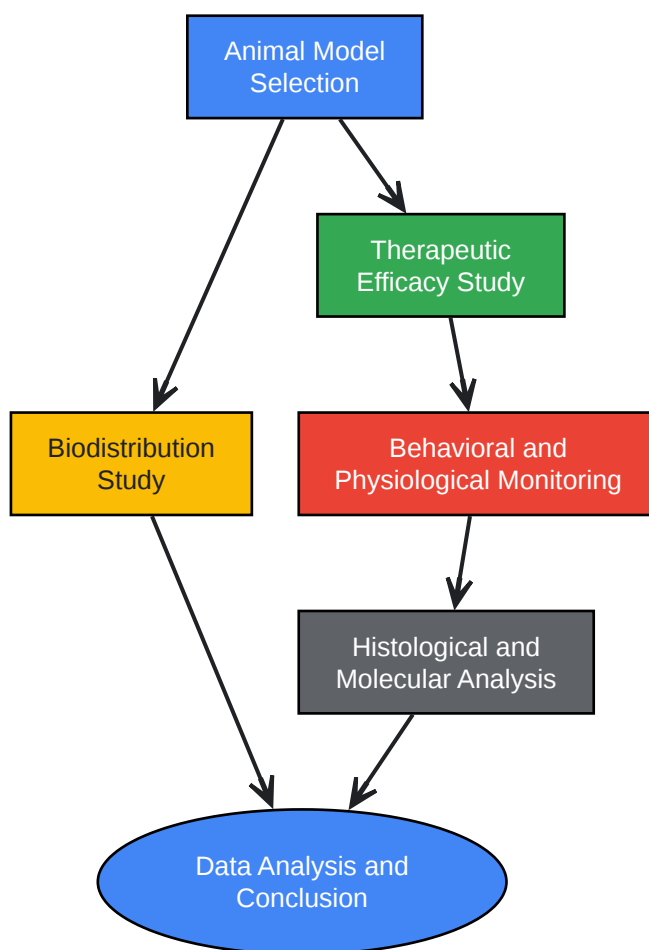 Animal Model
Selection
Therapeutic
Efficacy Study
Biodistribution
Study
Behavioral and
Physiological Monitoring
Histological and
Molecular Analysis
Data Analysis and
Conclusion